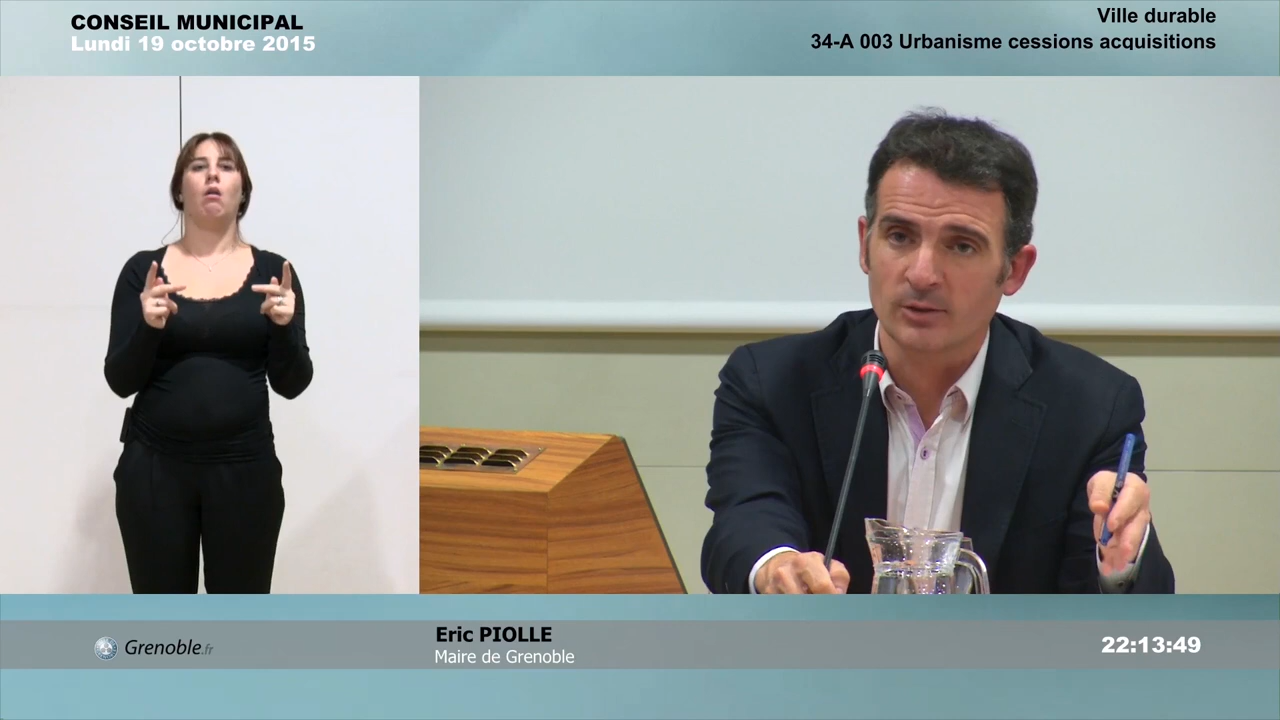 CONSEIL MUNICIPAL
Lundi 19 octobre 2015
Ville durable
34-A 003 Urbanisme cessions acquisitions
Grenoble.fr
Eric PIOLLE
Maire de Grenoble
22:13:49